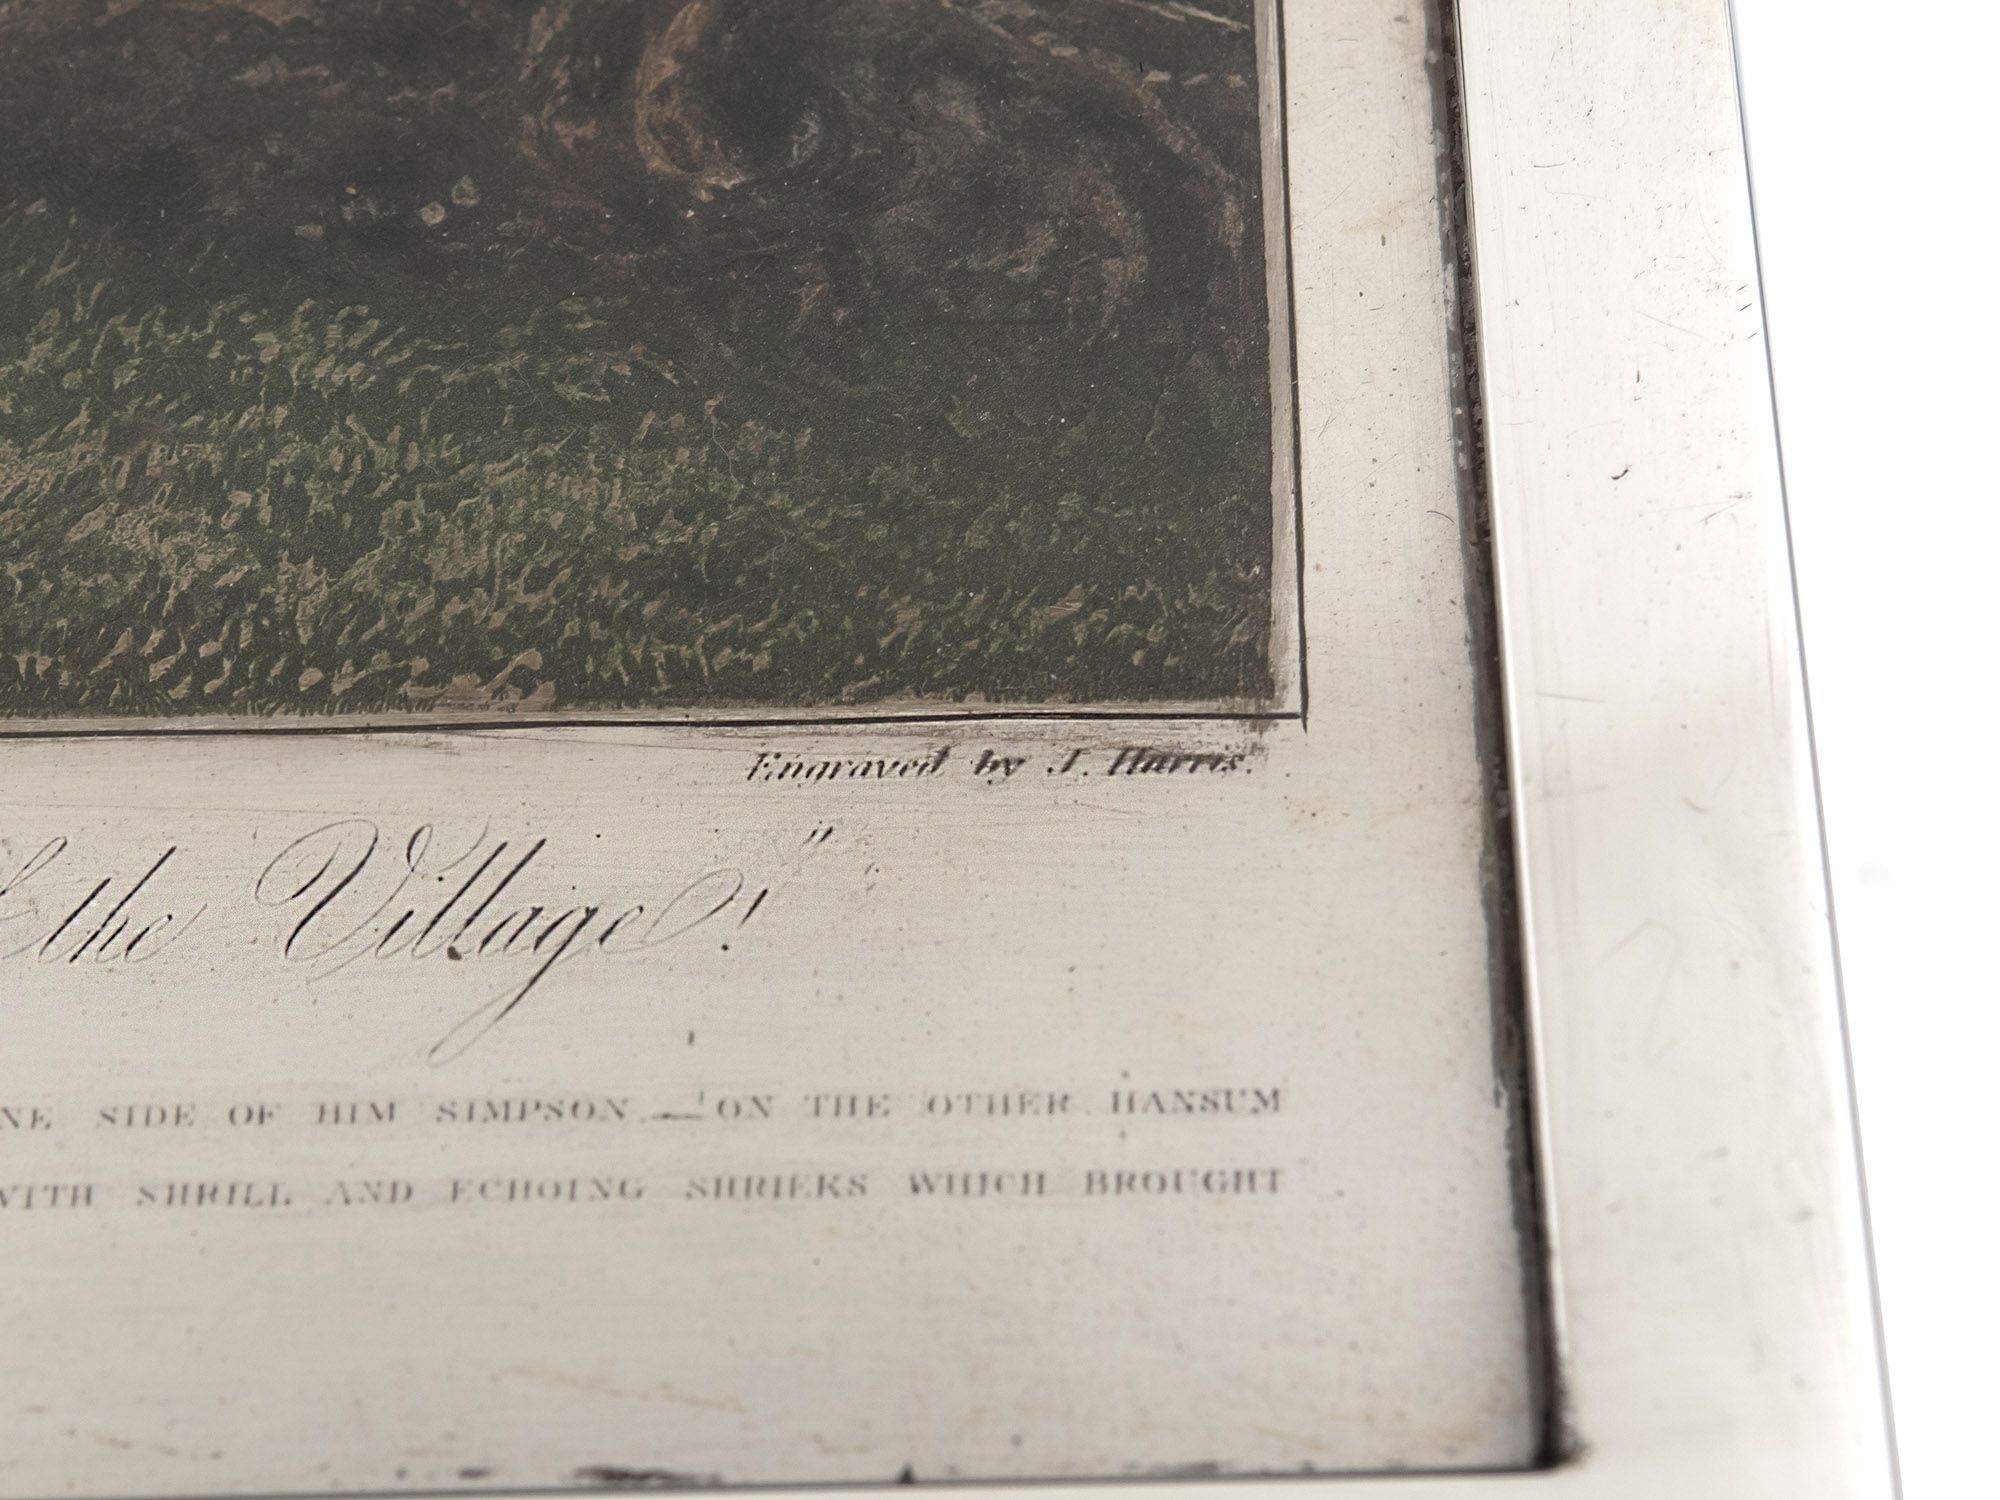 Engraved by J. Harris.
the Village!"
NE SIDE OF HIM SIMPSON — ON THE OTHER HANSUM
WITH SHRILL AND ECHOING SHRIEKS WHICH BROUGHT